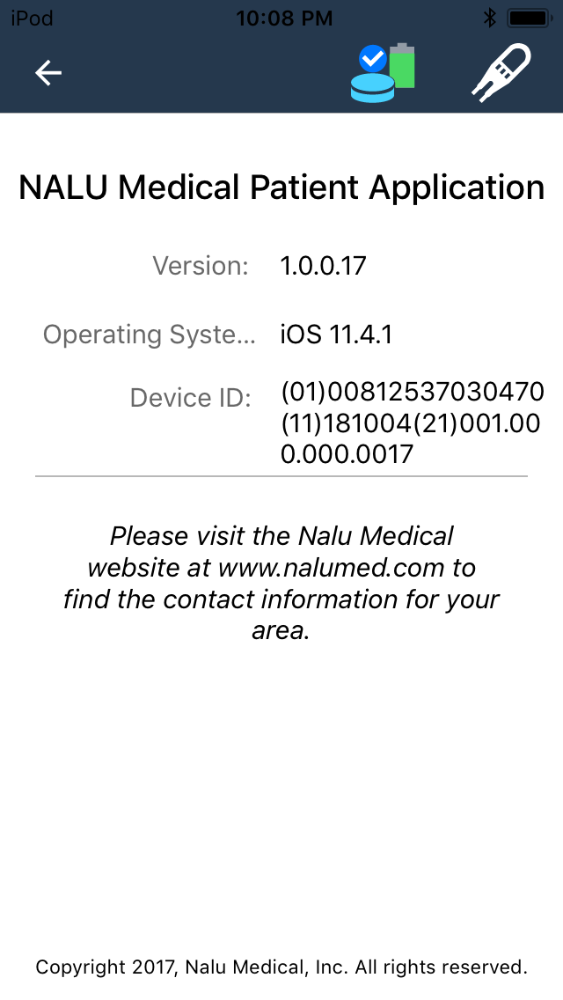 iPod 10:08 PM
NALU Medical Patient Application
Version: 1.0.0.17
Operating Syste... iOS 11.4.1
Device ID: (01)00812537030470
(11)181004(21)001.00
0.000.0017
Please visit the Nalu Medical
website at www.nalumed.com to
find the contact information for your
area.
Copyright 2017, Nalu Medical, Inc. All rights reserved.